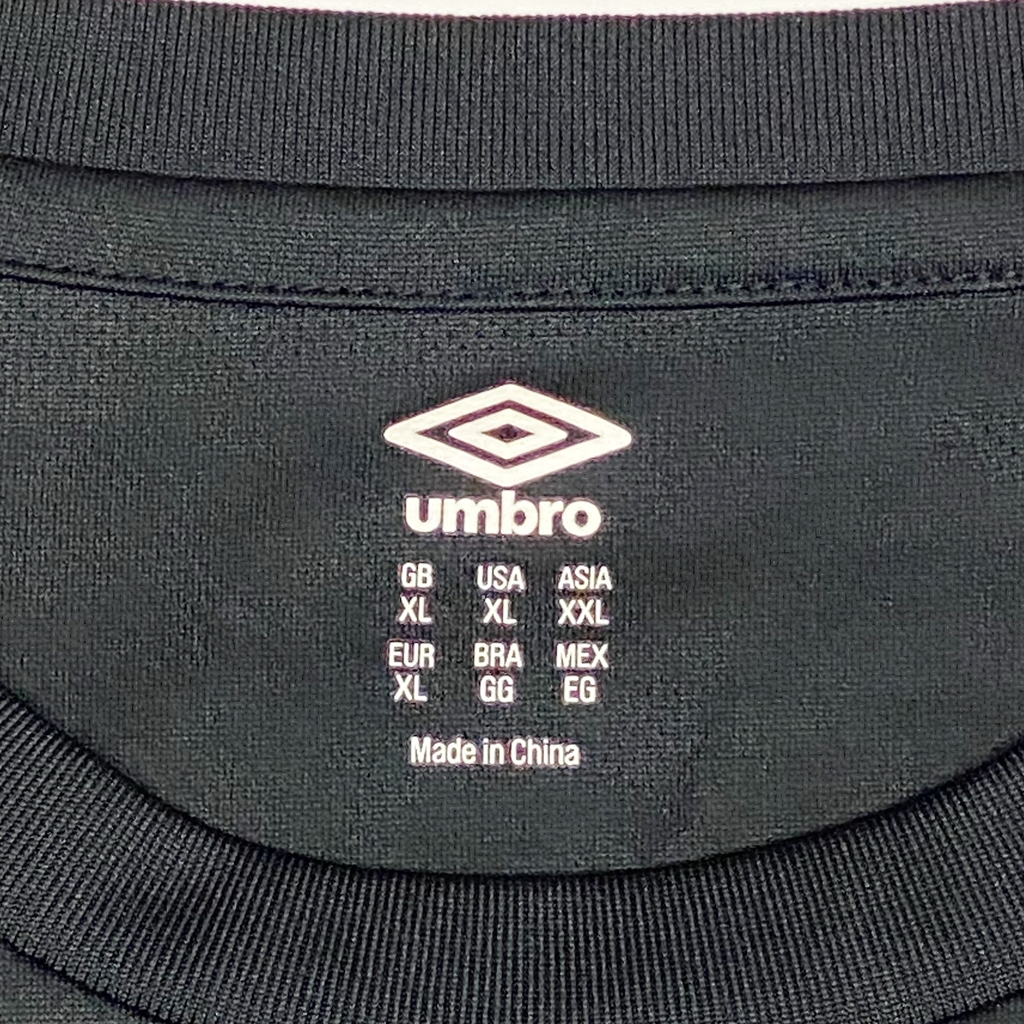 umbro
GB USA ASIA
XL XL XXL
EUR BRA MEX
XL GG EG
Made in China